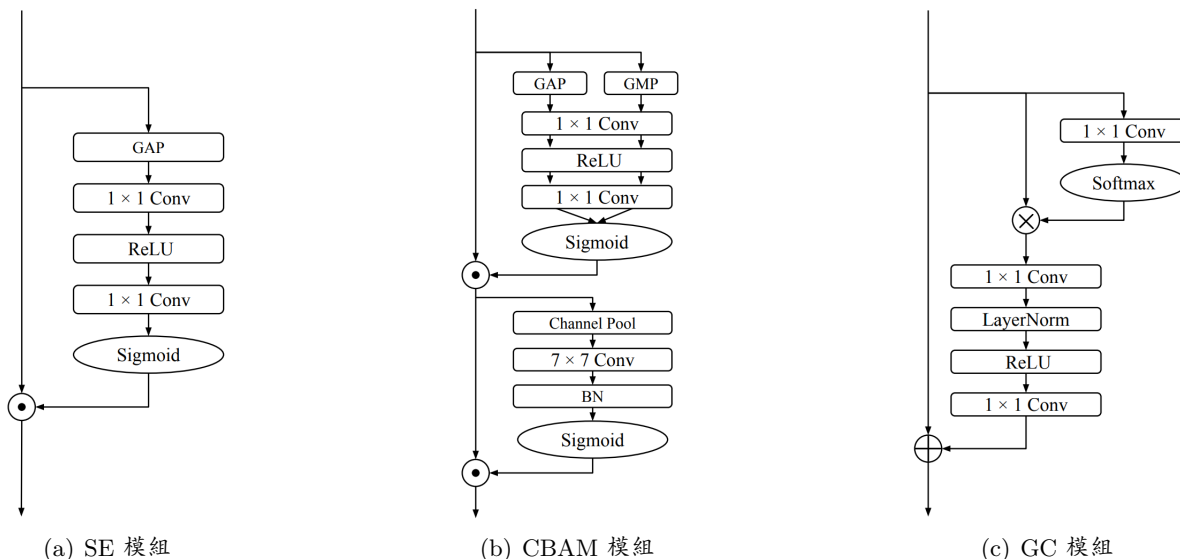 GAP
1 × 1 Conv
ReLU
1 × 1 Conv
Sigmoid
(a) SE 模組
GAP GMP
1 × 1 Conv
ReLU
1 × 1 Conv
Sigmoid
Channel Pool
7 × 7 Conv
BN
Sigmoid
(b) CBAM 模組
1 × 1 Conv
Softmax
1 × 1 Conv
LayerNorm
ReLU
1 × 1 Conv
(c) GC 模組